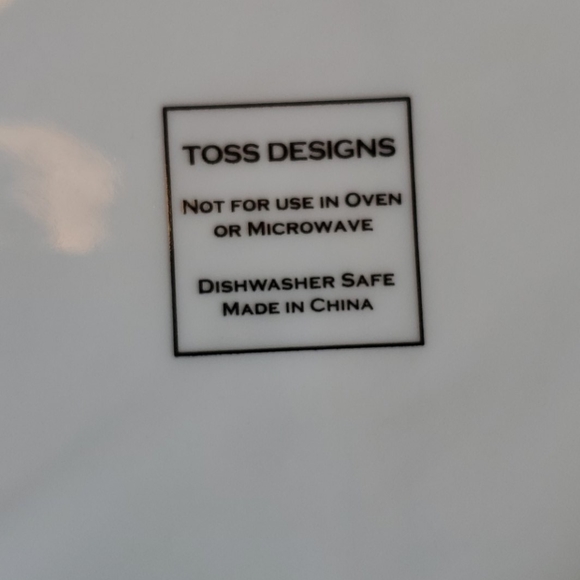 TOSS DESIGNS
NOT FOR USE IN OVEN
OR MICROWAVE
DISHWASHER SAFE
MADE IN CHINA